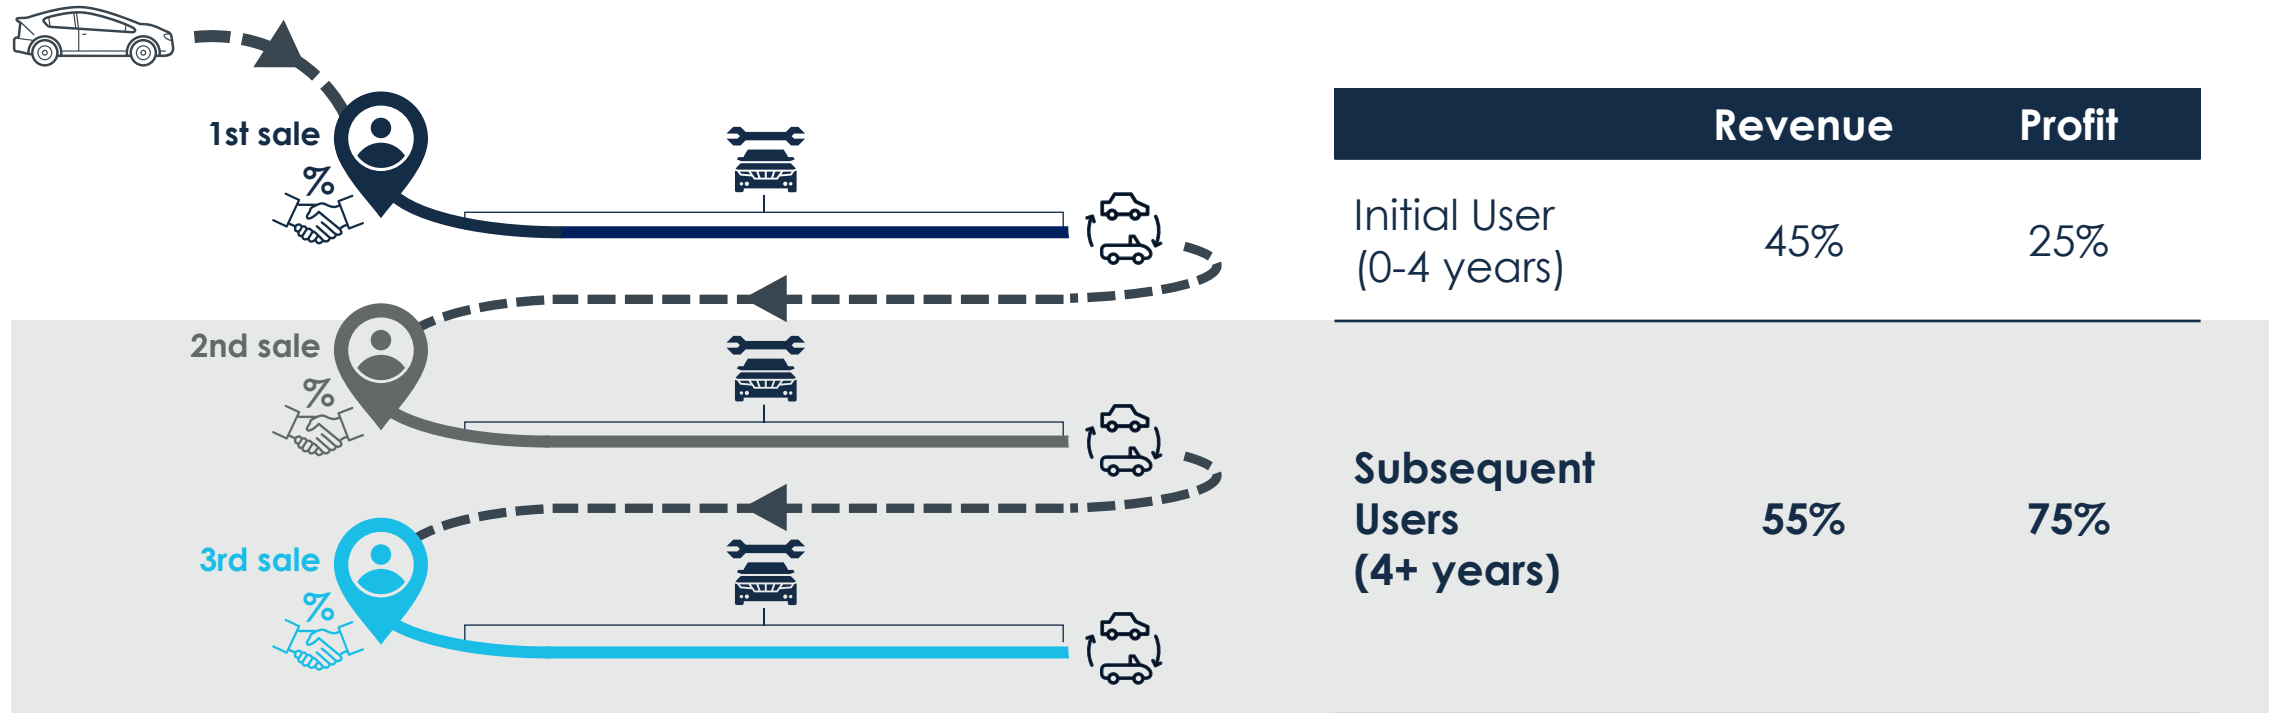 1st sale
%
2nd sale
%
3rd sale
%
Revenue Profit
Initial User
(0-4 years)
45% 25%
Subsequent
Users
(4+ years)
55% 75%